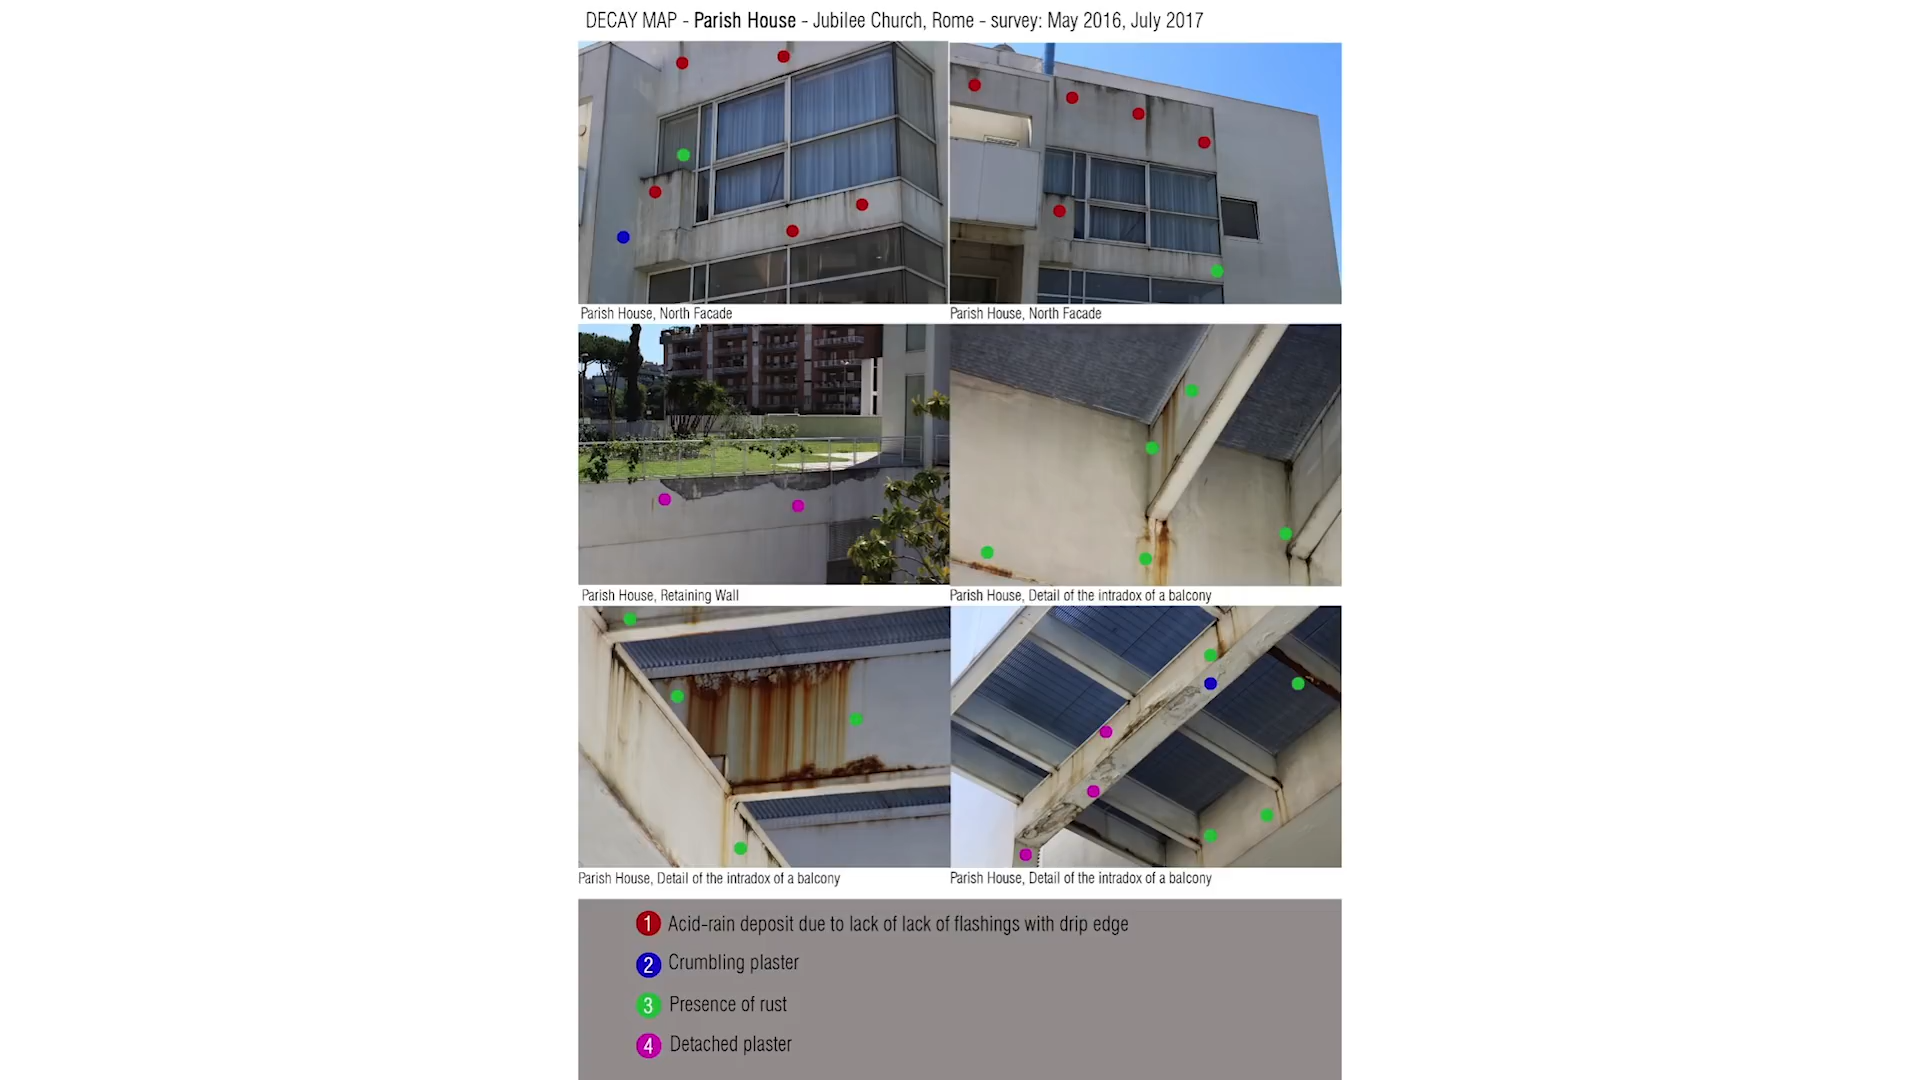 DECAY MAP - Parish House - Jubilee Church, Rome - survey: May 2016, July 2017
Parish House, North Facade
Parish House, North Facade
Parish House, Retaining Wall
Parish House, Detail of the intradox of a balcony
Parish House, Detail of the intradox of a balcony
Parish House, Detail of the intradox of a balcony
1 Acid-rain deposit due to lack of lack of flashings with drip edge
2 Crumbling plaster
3 Presence of rust
4 Detached plaster